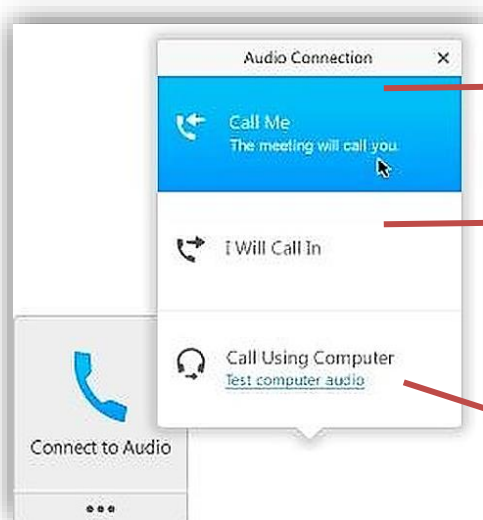 Audio Connection
Call Me
The meeting will call you.
I Will Call In
Call Using Computer
Test computer audio
Connect to Audio